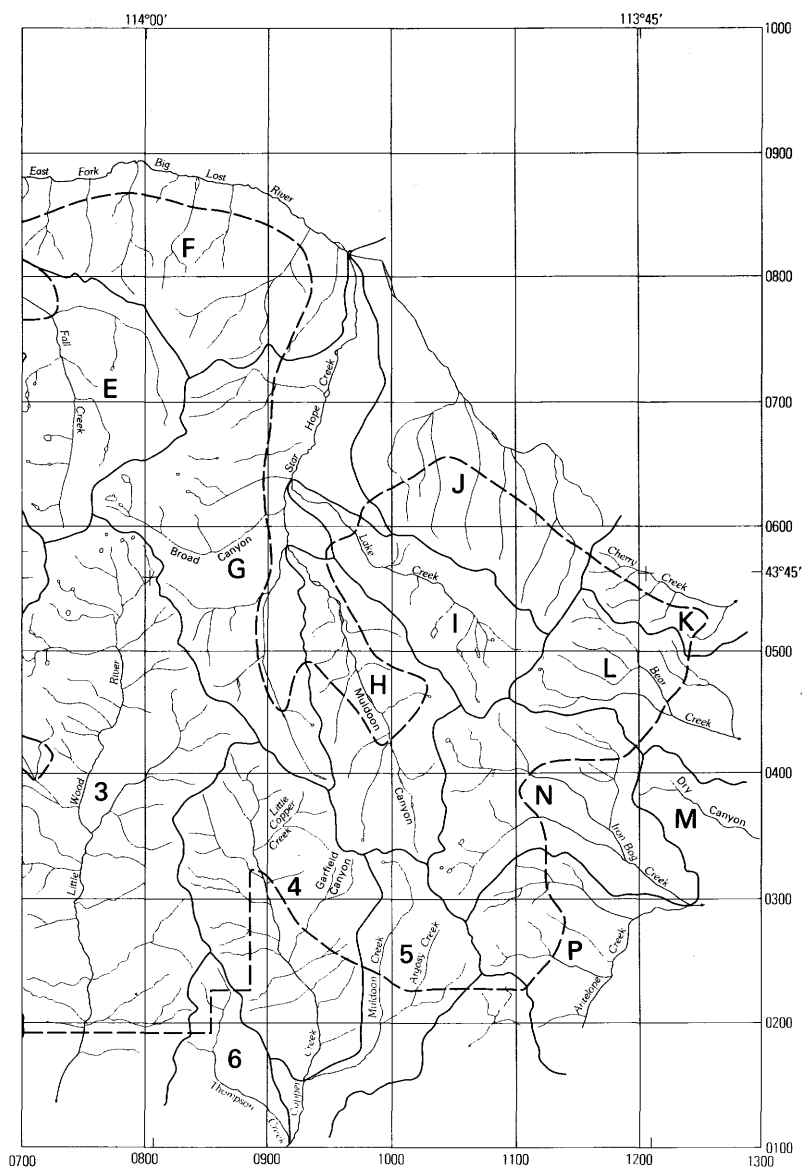 114°00'
113°45'
1000
0900
East Fork Big Lost River
F
0800
Fall Creek
E
Star Hope Creek
0700
J
0600
Broad Canyon
Lake Creek
Cherry Creek
43°45'
G
I
K
River
0500
H
L
Bear Creek
Muldoon Canyon
0400
3
Wood
Little Copper Creek
N
Dry Canyon
M
Iron Bog Creek
Little
4
Garfield Canyon
0300
5
Muldoon Creek
Argosy Creek
P
Antelope Creek
0200
6
Thompson Creek
Copper Creek
0100
0700
0800
0900
1000
1100
1200
1300